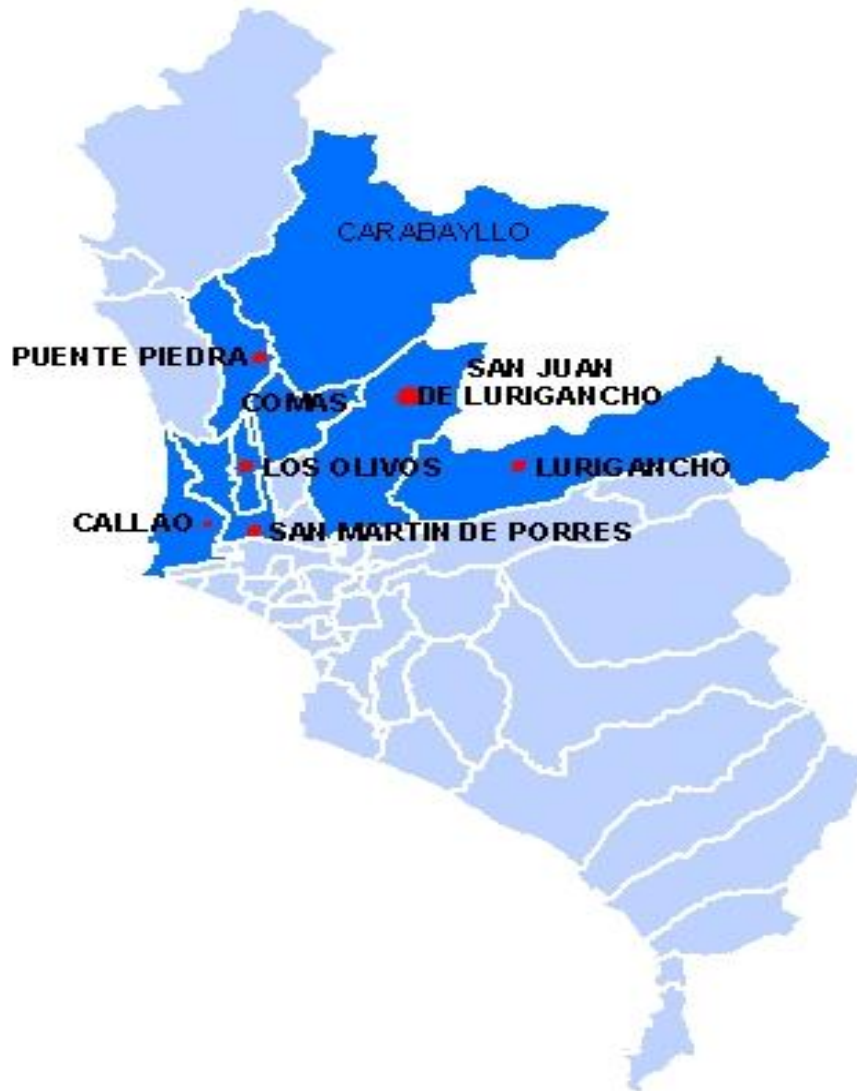 CARABAYLLO
PUENTE PIEDRA
SAN JUAN
DE LURIGANCHO
COMAS
LOS OLIVOS
LURIGANCHO
CALLAO
SAN MARTIN DE PORRES